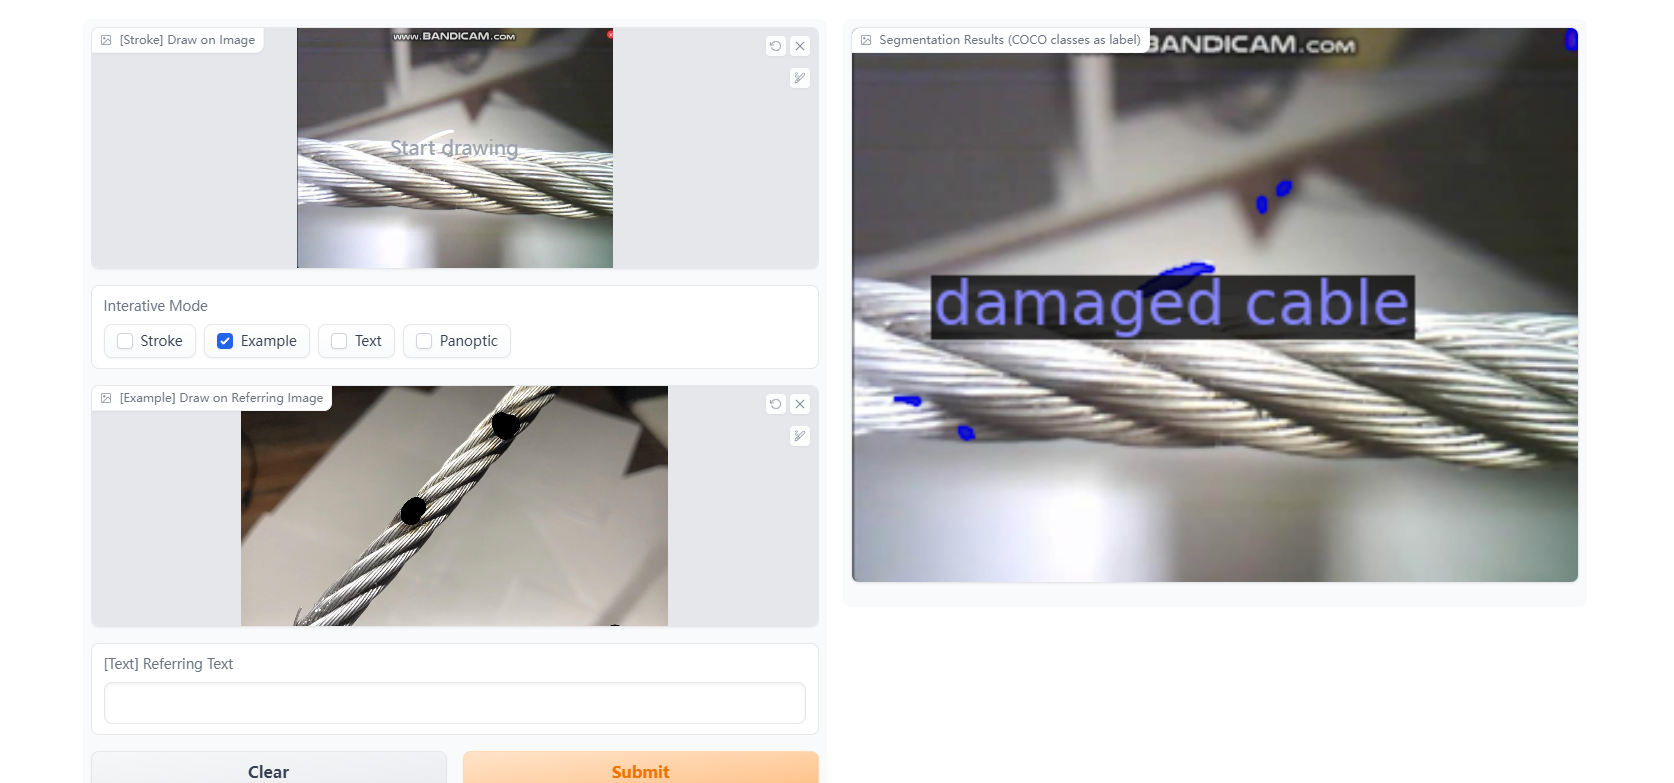 [Stroke] Draw on Image
www.BANDICAM.com
Start drawing
Interative Mode
Stroke
Example
Text
Panoptic
[Example] Draw on Referring Image
[Text] Referring Text
Clear
Submit
Segmentation Results (COCO classes as label)
BANDICAM.com
damaged cable